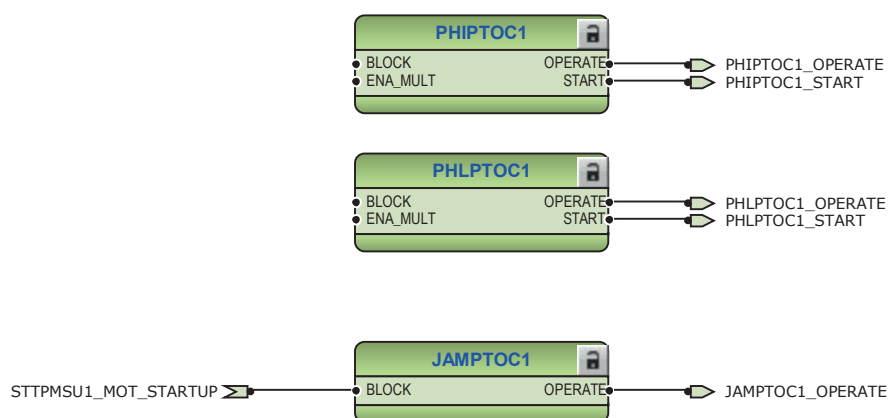 PHIPTOC1
BLOCK OPERATE PHIPTOC1_OPERATE
ENA_MULT START PHIPTOC1_START
PHLPTOC1
BLOCK OPERATE PHLPTOC1_OPERATE
ENA_MULT START PHLPTOC1_START
JAMPTOC1
STTPMSU1_MOT_STARTUP BLOCK OPERATE JAMPTOC1_OPERATE